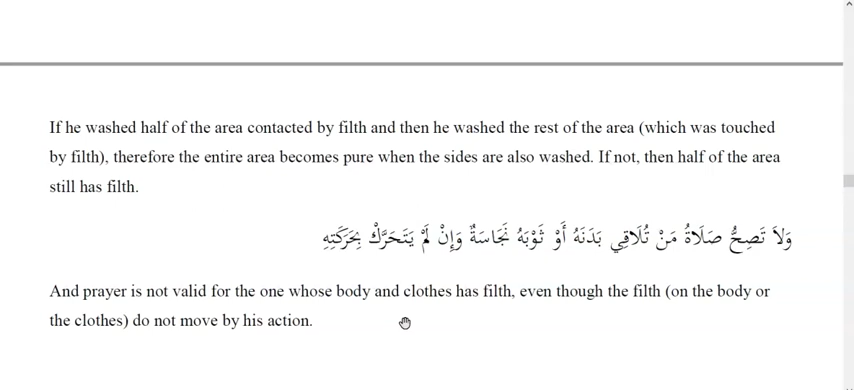 If he washed half of the area contacted by filth and then he washed the rest of the area (which was touched
by filth), therefore the entire area becomes pure when the sides are also washed. If not, then half of the area
still has filth.
وَلاَ تَصِحُّ صَلَاةُ مَنْ تُلَاقِي بَدَنَهُ أَوْ ثَوْبَهُ نَجَاسَةٌ وَإِنْ لَمْ يَتَحَرَّكْ بِحَرَكَتِهِ
And prayer is not valid for the one whose body and clothes has filth, even though the filth (on the body or
the clothes) do not move by his action.